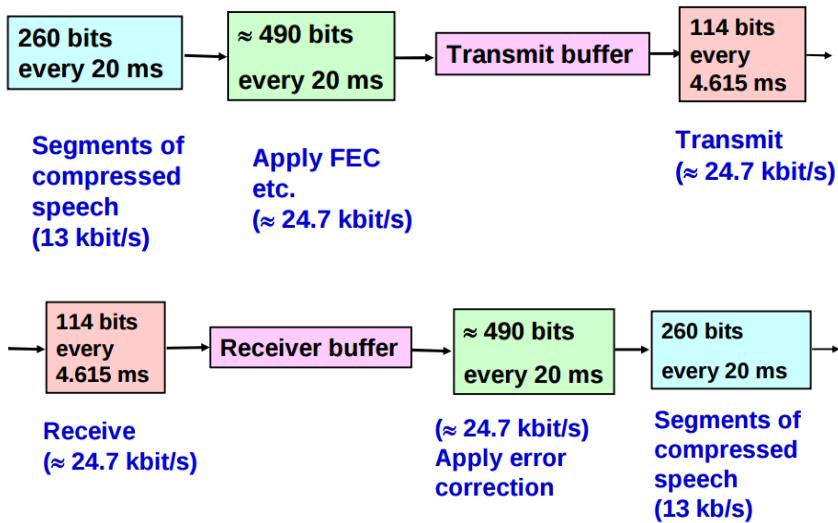 260 bits
every 20 ms
≈ 490 bits
every 20 ms
Transmit buffer
114 bits
every
4.615 ms
Segments of
compressed
speech
(13 kbit/s)
Apply FEC
etc.
(≈ 24.7 kbit/s)
Transmit
(≈ 24.7 kbit/s)
114 bits
every
4.615 ms
Receiver buffer
≈ 490 bits
every 20 ms
260 bits
every 20 ms
Receive
(≈ 24.7 kbit/s)
(≈ 24.7 kbit/s)
Apply error
correction
Segments of
compressed
speech
(13 kb/s)